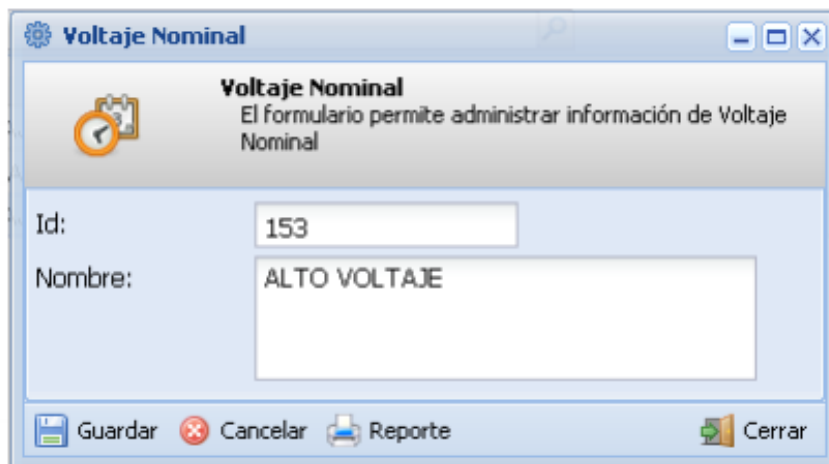 Voltaje Nominal
Voltaje Nominal
El formulario permite administrar información de Voltaje
Nominal
Id:
153
Nombre:
ALTO VOLTAJE
Guardar Cancelar Reporte Cerrar